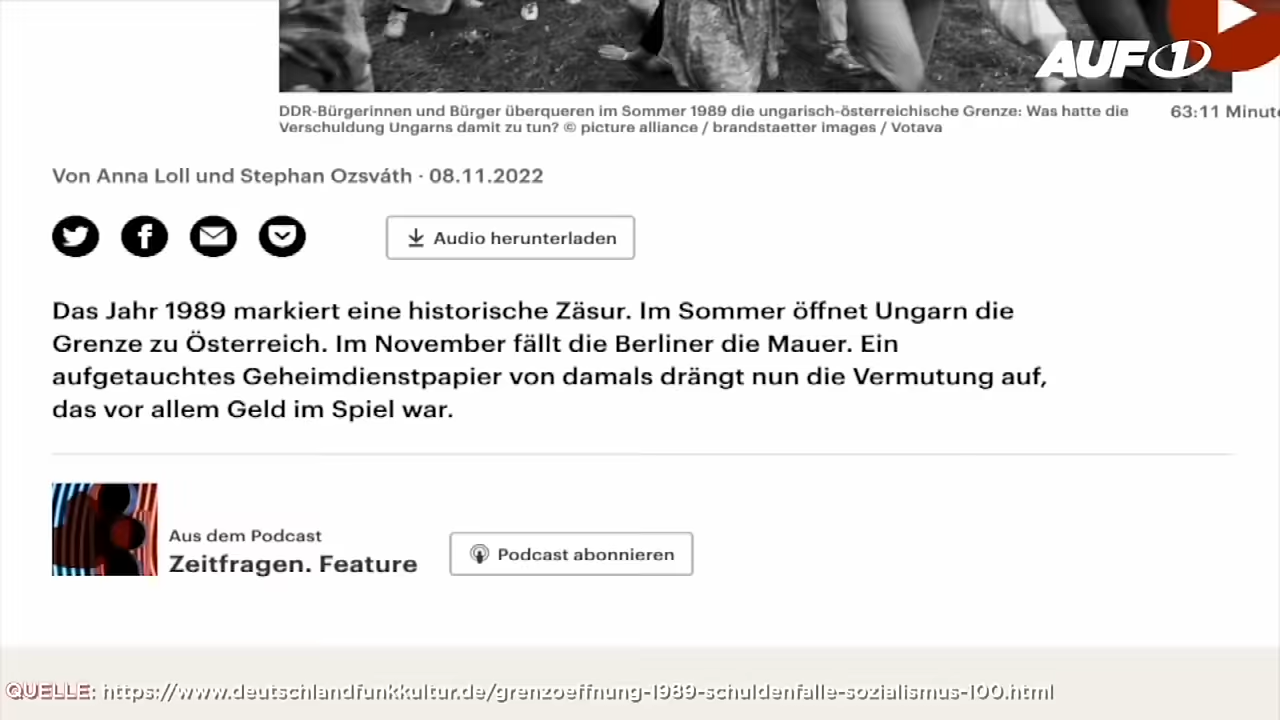 AUF1
DDR-Bürgerinnen und Bürger überqueren im Sommer 1989 die ungarisch-österreichische Grenze: Was hatte die
Verschuldung Ungarns damit zu tun? © picture alliance / brandstaetter images / Votava
63:11
Von Anna Loll und Stephan Ozsváth · 08.11.2022
Audio herunterladen
Das Jahr 1989 markiert eine historische Zäsur. Im Sommer öffnet Ungarn die
Grenze zu Österreich. Im November fällt die Berliner die Mauer. Ein
aufgetauchtes Geheimdienstpapier von damals drängt nun die Vermutung auf,
das vor allem Geld im Spiel war.
Aus dem Podcast
Zeitfragen. Feature
Podcast abonnieren
QUELLE: https://www.deutschlandfunkkultur.de/grenzoeffnung-1989-schuldenfalle-sozialismus-100.html